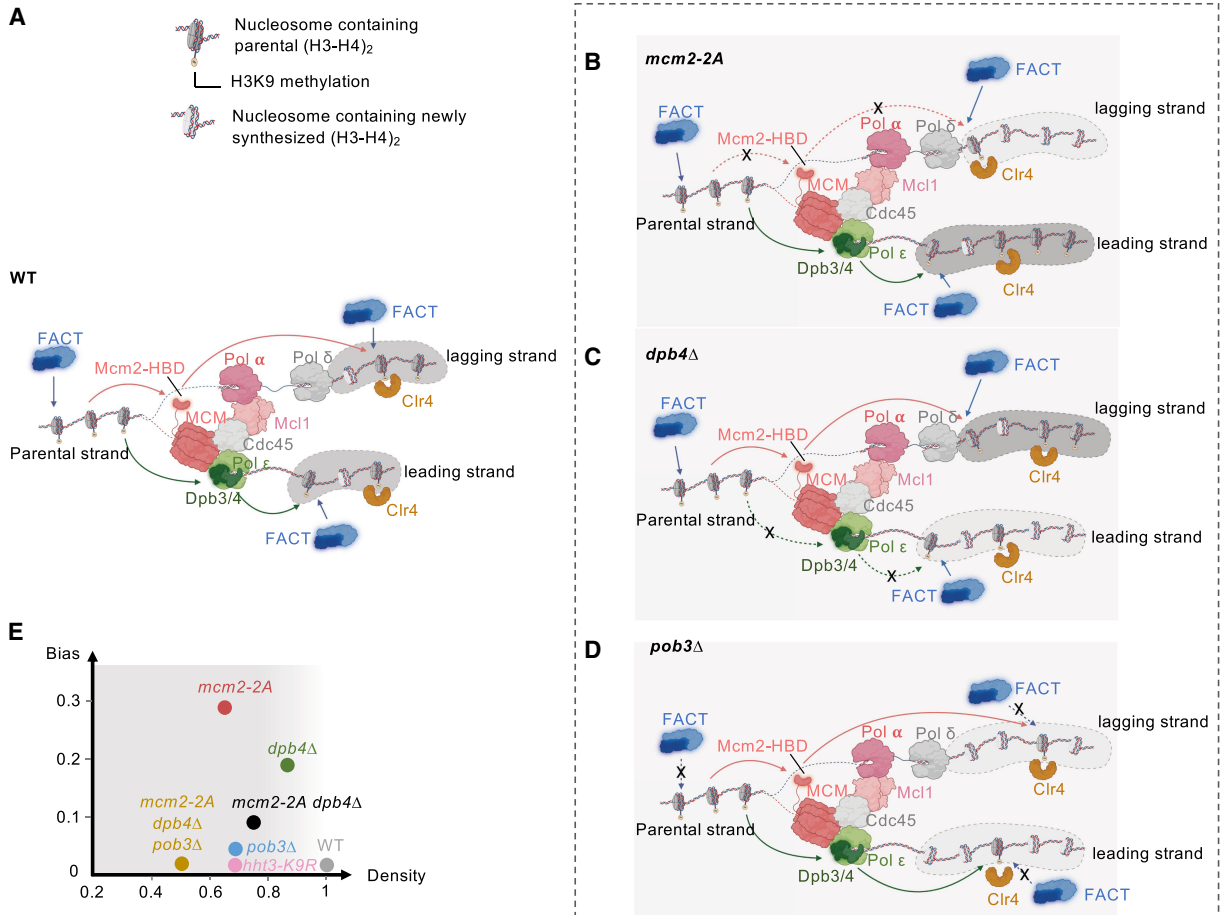 A
Nucleosome containing
parental (H3-H4)₂
H3K9 methylation
Nucleosome containing newly
synthesized (H3-H4)₂
WT
FACT
FACT
Mcm2-HBD
Pol α
Pol δ
lagging strand
Clr4
MCM
Mcl1
Cdc45
Parental strand
Pol ε
leading strand
Dpb3/4
Clr4
FACT
B
mcm2-2A
FACT
FACT
X
lagging strand
Pol α
Pol δ
Mcm2-HBD
X
Clr4
MCM
Mcl1
Cdc45
Parental strand
leading strand
Pol ε
Dpb3/4
Clr4
FACT
C
dpb4Δ
FACT
FACT
lagging strand
Pol α
Pol δ
Mcm2-HBD
Clr4
MCM
Mcl1
Cdc45
Parental strand
X
leading strand
Pol ε
Dpb3/4
X
Clr4
FACT
D
pob3Δ
FACT
X
FACT
lagging strand
X
Pol α
Pol δ
Mcm2-HBD
Clr4
MCM
Mcl1
Cdc45
Parental strand
leading strand
Pol ε
Dpb3/4
X
Clr4
FACT
E
Bias
0.3
mcm2-2A
0.2
dpb4Δ
mcm2-2A
dpb4Δ
pob3Δ
mcm2-2A dpb4Δ
0.1
pob3Δ
WT
hht3-K9R
0
Density
0.2
0.4
0.6
0.8
1